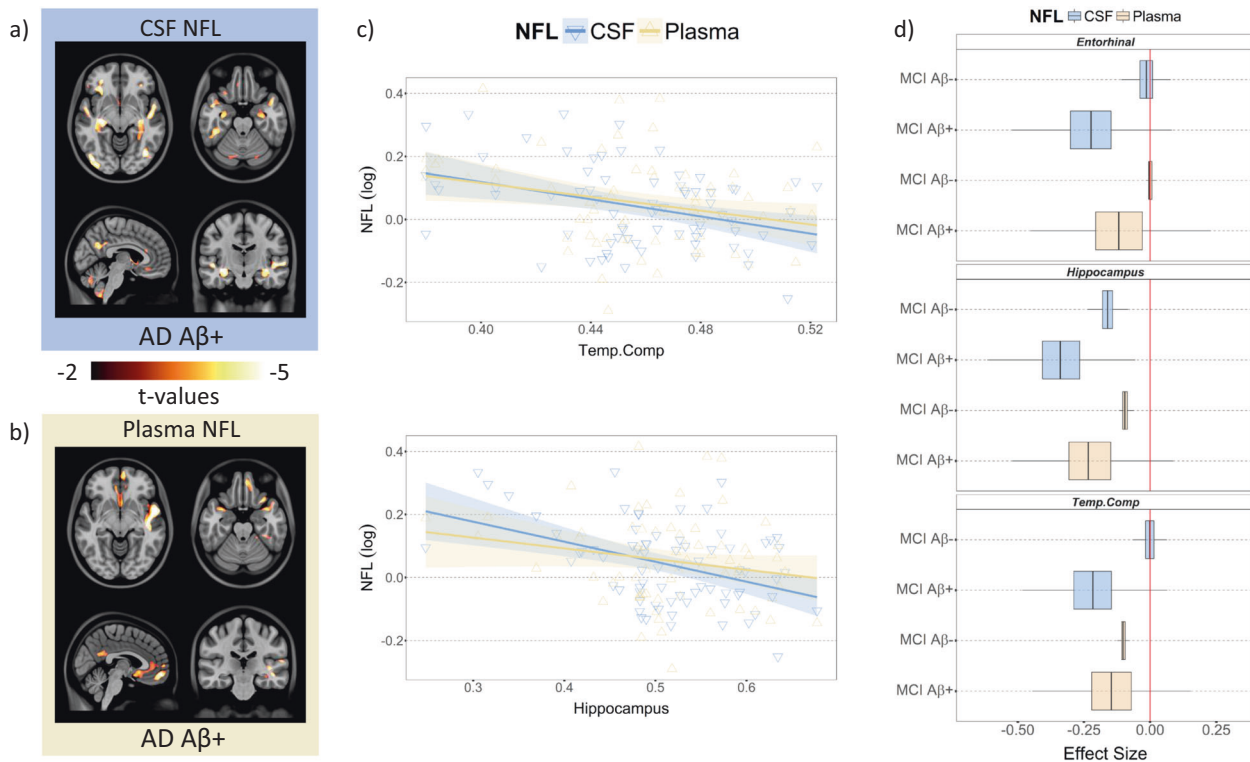 a)
CSF NFL
AD Aβ+
-2 -5
t-values
b)
Plasma NFL
AD Aβ+
c)
NFL CSF Plasma
NFL (log)
0.4
0.2
0.0
-0.2
0.40 0.44 0.48 0.52
Temp.Comp
NFL (log)
0.4
0.2
0.0
-0.2
0.3 0.4 0.5 0.6
Hippocampus
d)
NFL CSF Plasma
Entorhinal
MCI Aβ-
MCI Aβ+
MCI Aβ-
MCI Aβ+
Hippocampus
MCI Aβ-
MCI Aβ+
MCI Aβ-
MCI Aβ+
Temp.Comp
MCI Aβ-
MCI Aβ+
MCI Aβ-
MCI Aβ+
-0.50 -0.25 0.00 0.25
Effect Size